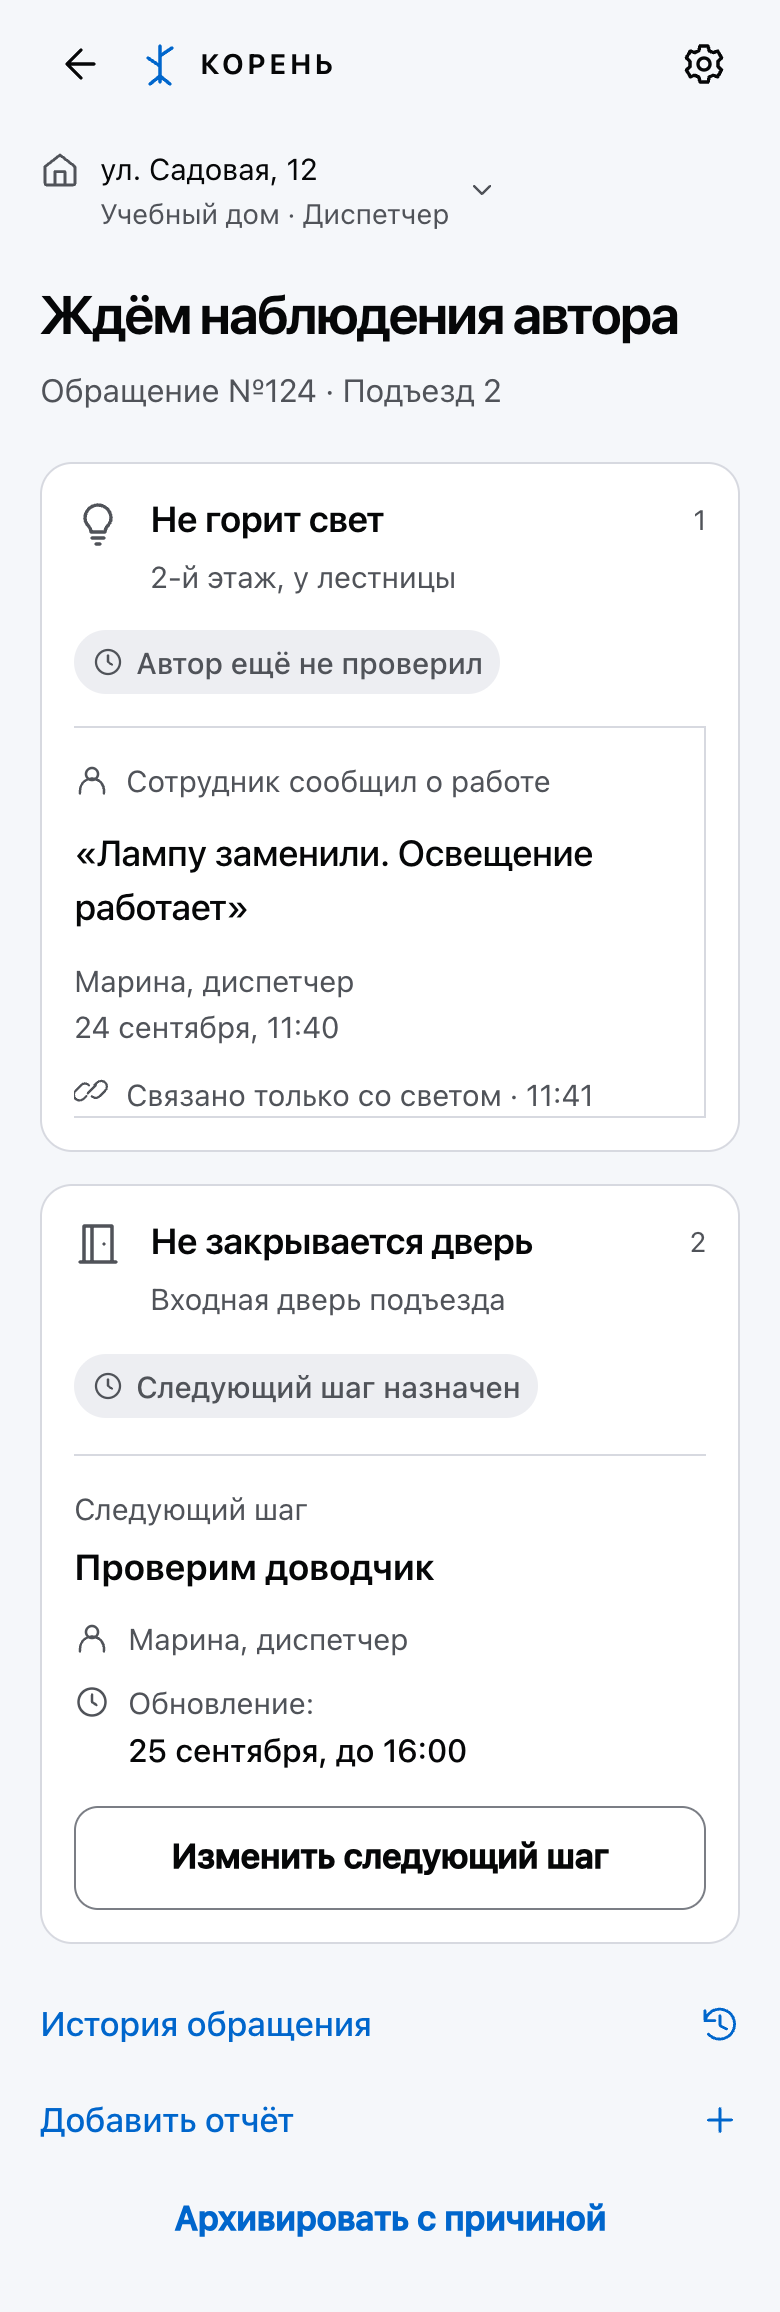 КОРЕНЬ
ул. Садовая, 12
Учебный дом · Диспетчер
Ждём наблюдения автора
Обращение №124 · Подъезд 2
Не горит свет
1
2-й этаж, у лестницы
Автор ещё не проверил
Сотрудник сообщил о работе
«Лампу заменили. Освещение
работает»
Марина, диспетчер
24 сентября, 11:40
Связано только со светом · 11:41
Не закрывается дверь
2
Входная дверь подъезда
Следующий шаг назначен
Следующий шаг
Проверим доводчик
Марина, диспетчер
Обновление:
25 сентября, до 16:00
Изменить следующий шаг
История обращения
Добавить отчёт
Архивировать с причиной